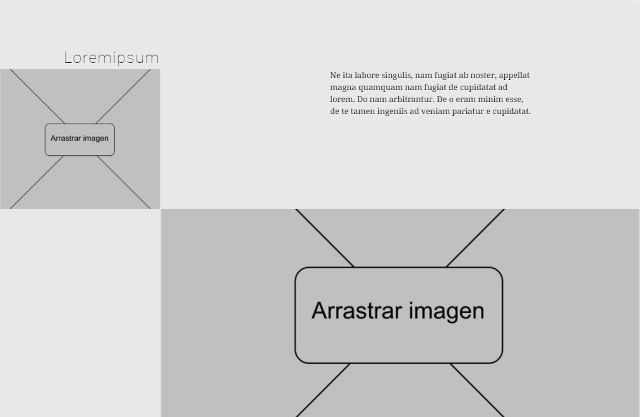 Loremipsum
Ne ita labore singulis, nam fugiat ab noster, appellat
magna quamquam nam fugiat de cupidatat ad
lorem. Do nam arbitrantur. De o eram minim esse,
de te tamen ingeniis ad veniam pariatur e cupidatat.
Arrastrar imagen
Arrastrar imagen